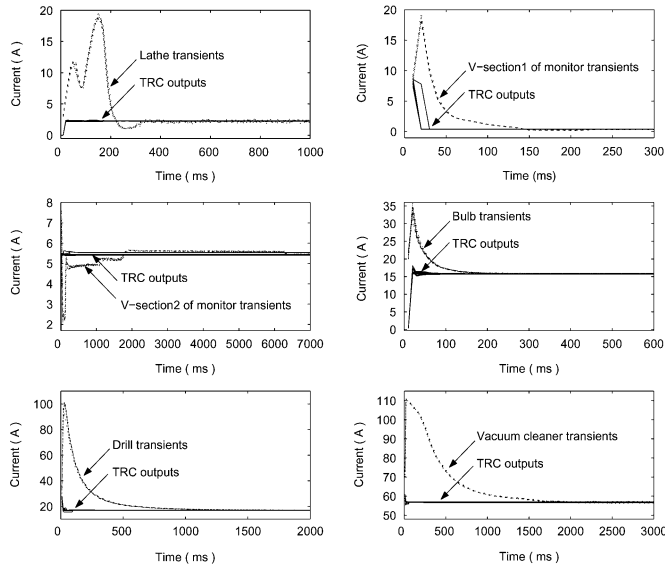 20
15
10
5
0
Current ( A )
Lathe transients
TRC outputs
0 200 400 600 800 1000
Time ( ms )
20
15
10
5
0
Current (A)
V−section1 of monitor transients
TRC outputs
0 50 100 150 200 250 300
Time (ms)
8
7
6
5
4
3
2
Current ( A )
TRC outputs
V−section2 of monitor transients
0 1000 2000 3000 4000 5000 6000 7000
Time ( ms )
35
30
25
20
15
10
5
0
Current ( A )
Bulb transients
TRC outputs
0 100 200 300 400 500 600
Time ( ms )
100
80
60
40
20
Current ( A )
Drill transients
TRC outputs
0 500 1000 1500 2000
Time ( ms )
110
100
90
80
70
60
50
Current ( A )
Vacuum cleaner transients
TRC outputs
0 500 1000 1500 2000 2500 3000
Time ( ms )